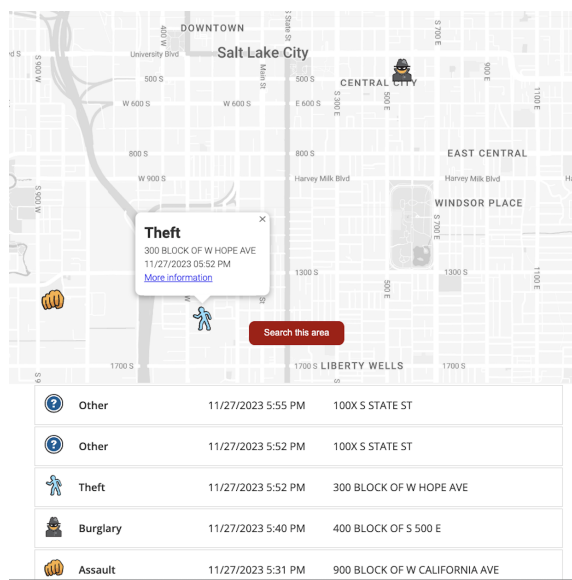 DOWNTOWN
S State St
400 W
S 700 E
Salt Lake City
University Blvd
d S
S 900 W
Main St
900 E
500 S
500 S
CENTRAL CITY
1100 E
W 600 S
W 600 S
E 600 S
S 300 E
500 E
800 S
800 S
EAST CENTRAL
W 900 S
Harvey Milk Blvd
Harvey Milk Blvd
Ha
S 900 W
WINDSOR PLACE
S 700 E
×
Theft
300 BLOCK OF W HOPE AVE
11/27/2023 05:52 PM
More information
1300 S
1300 S
1100 E
500 E
W
St
Search this area
1700 S
1700 S
LIBERTY WELLS
1700 S
S 9
? Other 11/27/2023 5:55 PM 100X S STATE ST
? Other 11/27/2023 5:52 PM 100X S STATE ST
Theft 11/27/2023 5:52 PM 300 BLOCK OF W HOPE AVE
Burglary 11/27/2023 5:40 PM 400 BLOCK OF S 500 E
Assault 11/27/2023 5:31 PM 900 BLOCK OF W CALIFORNIA AVE